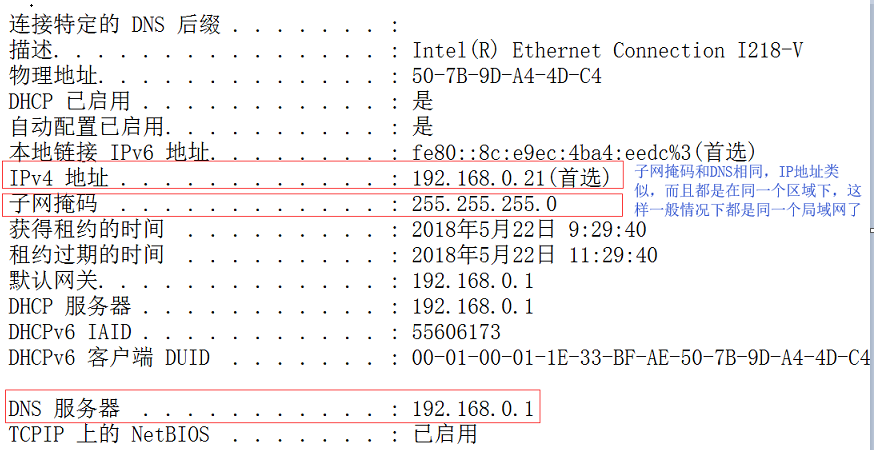 连接特定的 DNS 后缀 . . . . . . . :
描述. . . . . . . . . . . . . . . : Intel(R) Ethernet Connection I218-V
物理地址. . . . . . . . . . . . . : 50-7B-9D-A4-4D-C4
DHCP 已启用 . . . . . . . . . . . : 是
自动配置已启用. . . . . . . . . . : 是
本地链接 IPv6 地址. . . . . . . . : fe80::8c:e9ec:4ba4:eedc%3(首选)
IPv4 地址 . . . . . . . . . . . . : 192.168.0.21(首选)
子网掩码  . . . . . . . . . . . . : 255.255.255.0
获得租约的时间  . . . . . . . . . : 2018年5月22日 9:29:40
租约过期的时间  . . . . . . . . . : 2018年5月22日 11:29:40
默认网关. . . . . . . . . . . . . : 192.168.0.1
DHCP 服务器 . . . . . . . . . . . : 192.168.0.1
DHCPv6 IAID . . . . . . . . . . . : 55606173
DHCPv6 客户端 DUID  . . . . . . . : 00-01-00-01-1E-33-BF-AE-50-7B-9D-A4-4D-C4
DNS 服务器  . . . . . . . . . . . : 192.168.0.1
TCPIP 上的 NetBIOS  . . . . . . . : 已启用
子网掩码和DNS相同，IP地址类
似，而且都是在同一个区域下，这
样一般情况下都是同一个局域网了